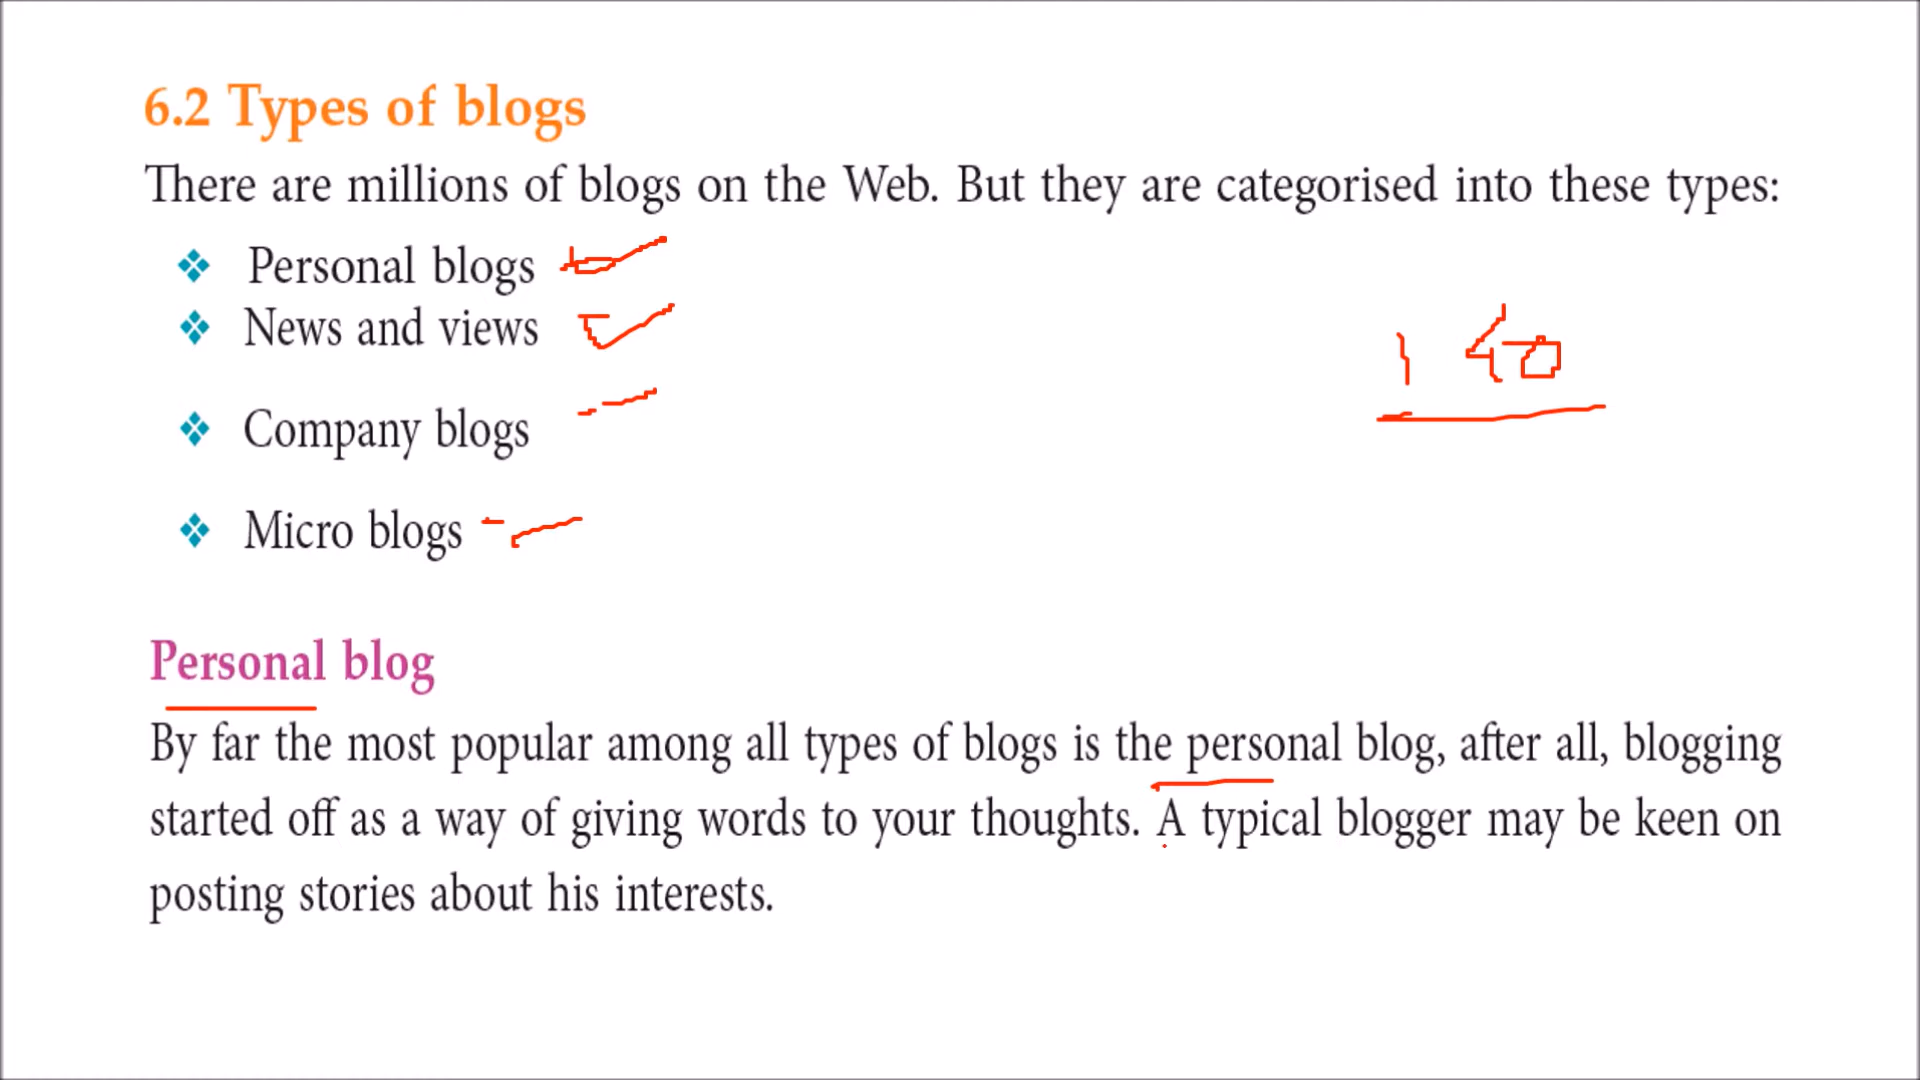 6.2 Types of blogs
There are millions of blogs on the Web. But they are categorised into these types:
❖ Personal blogs
❖ News and views
140
❖ Company blogs
❖ Micro blogs
Personal blog
By far the most popular among all types of blogs is the personal blog, after all, blogging
started off as a way of giving words to your thoughts. A typical blogger may be keen on
posting stories about his interests.